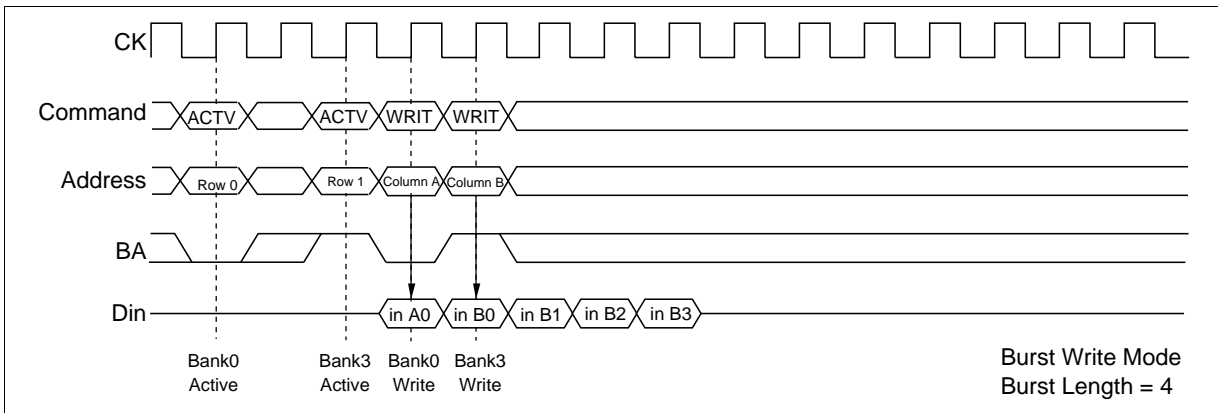 CK
Command ACTV ACTV WRIT WRIT
Address Row 0 Row 1 Column A Column B
BA
Din in A0 in B0 in B1 in B2 in B3
Bank0 Bank3 Bank0 Bank3
Active Active Write Write
Burst Write Mode
Burst Length = 4